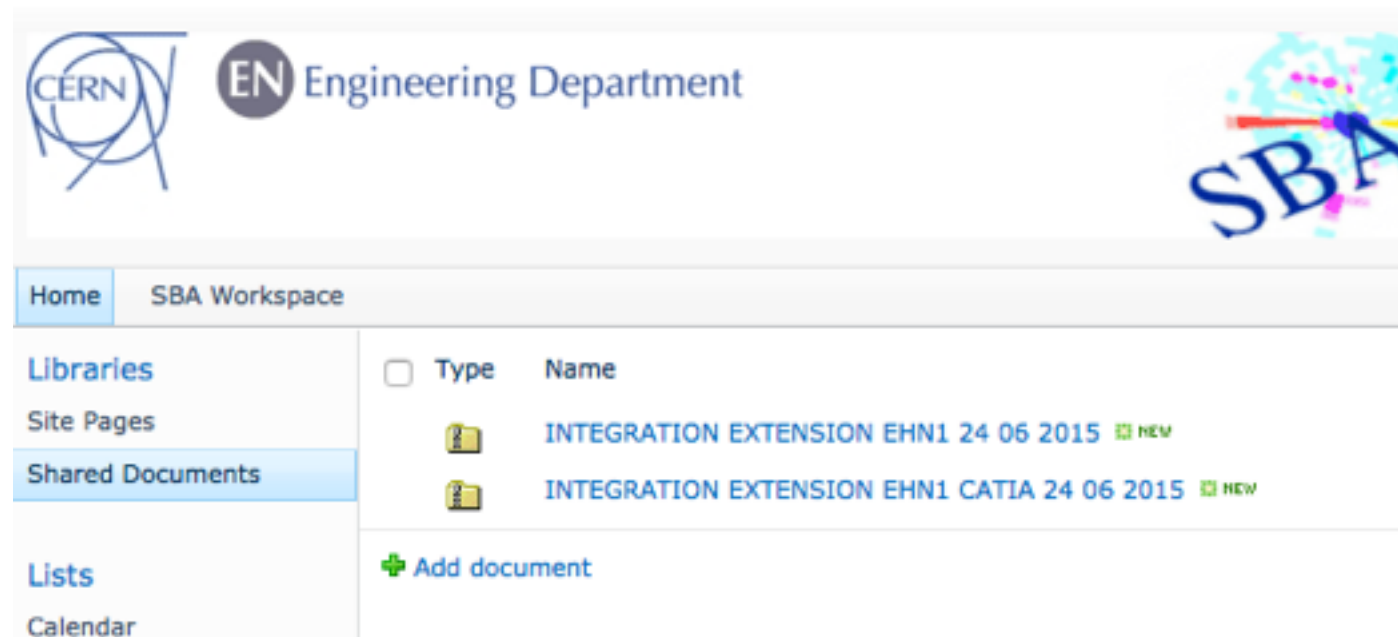 CERN
EN Engineering Department
SBA
Home SBA Workspace
Libraries
Site Pages
Shared Documents
Lists
Calendar
Type Name
INTEGRATION EXTENSION EHN1 24 06 2015 NEW
INTEGRATION EXTENSION EHN1 CATIA 24 06 2015 NEW
Add document